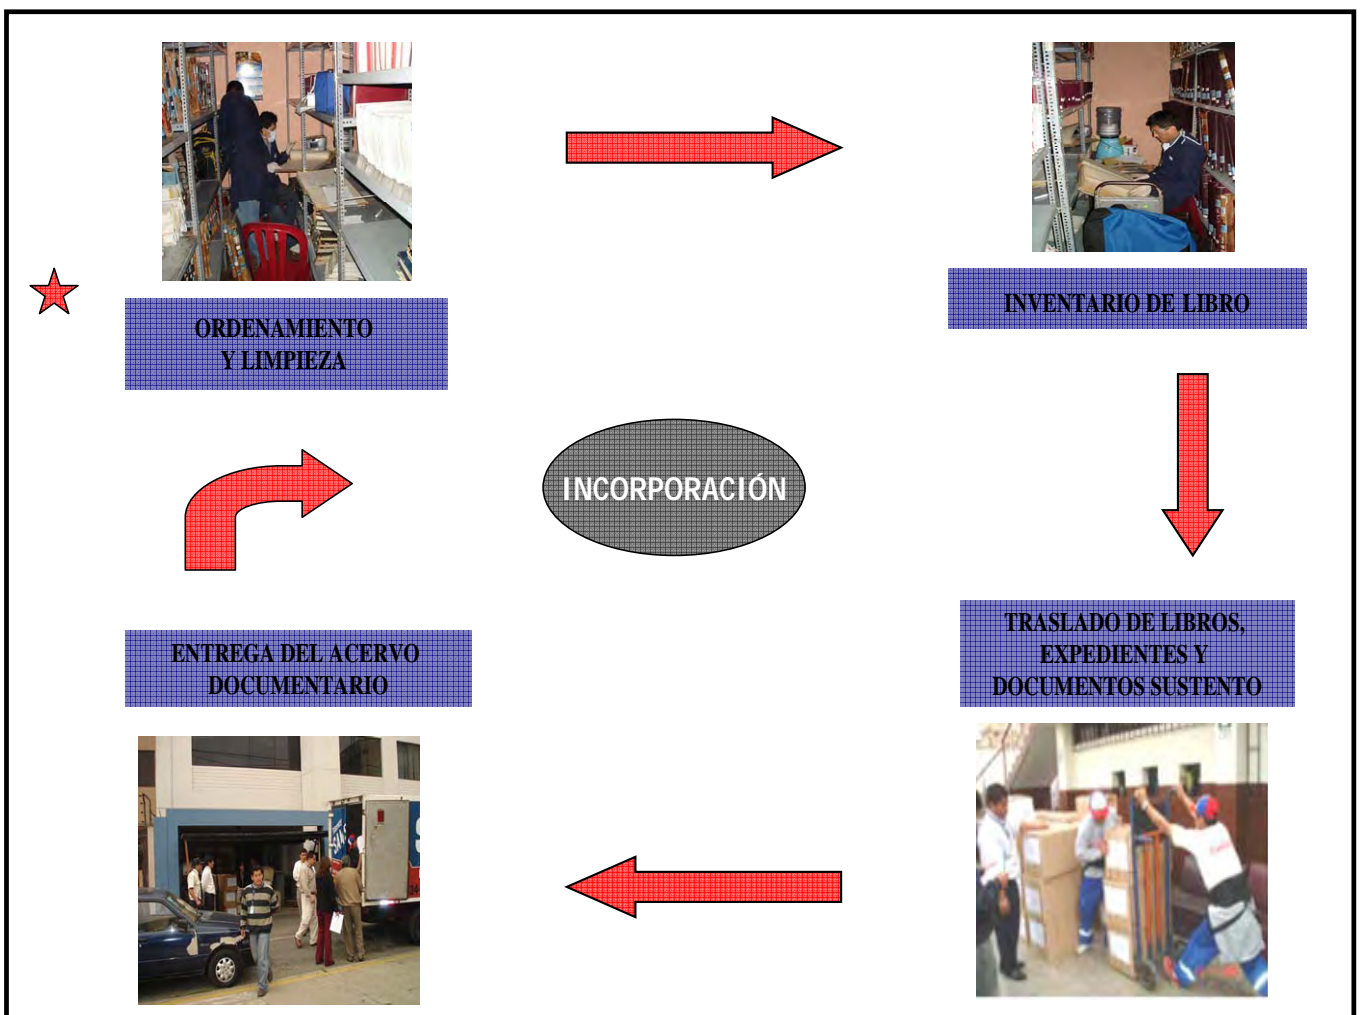 ORDENAMIENTO
Y LIMPIEZA
INVENTARIO DE LIBRO
INCORPORACIÓN
ENTREGA DEL ACERVO
DOCUMENTARIO
TRASLADO DE LIBROS,
EXPEDIENTES Y
DOCUMENTOS SUSTENTO